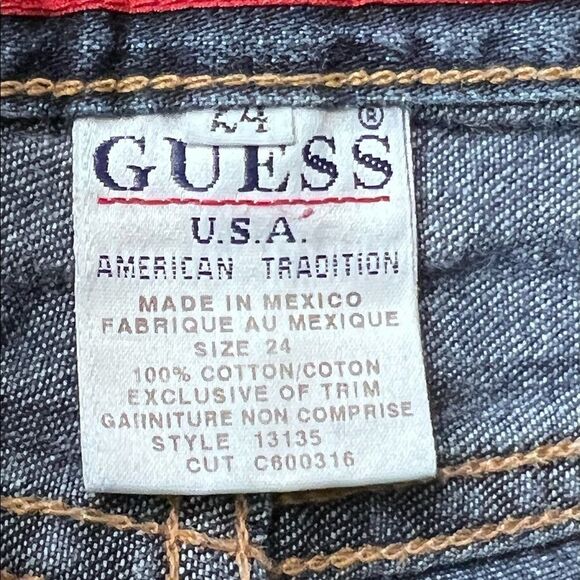 24
®
GUESS
U.S.A.
AMERICAN TRADITION
MADE IN MEXICO
FABRIQUE AU MEXIQUE
SIZE 24
100% COTTON/COTON
EXCLUSIVE OF TRIM
GARNITURE NON COMPRISE
STYLE 13135
CUT C600316